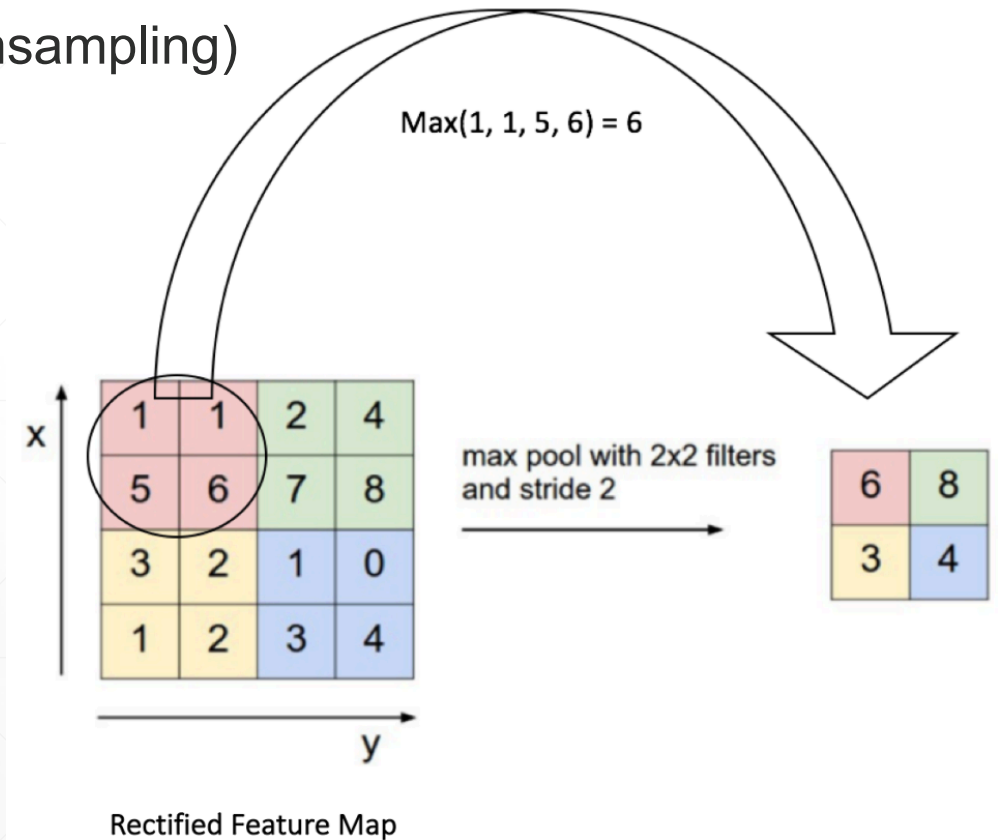 nsampling)
Max(1, 1, 5, 6) = 6
x
1 1 2 4
5 6 7 8
3 2 1 0
1 2 3 4
y
Rectified Feature Map
max pool with 2x2 filters
and stride 2
6 8
3 4